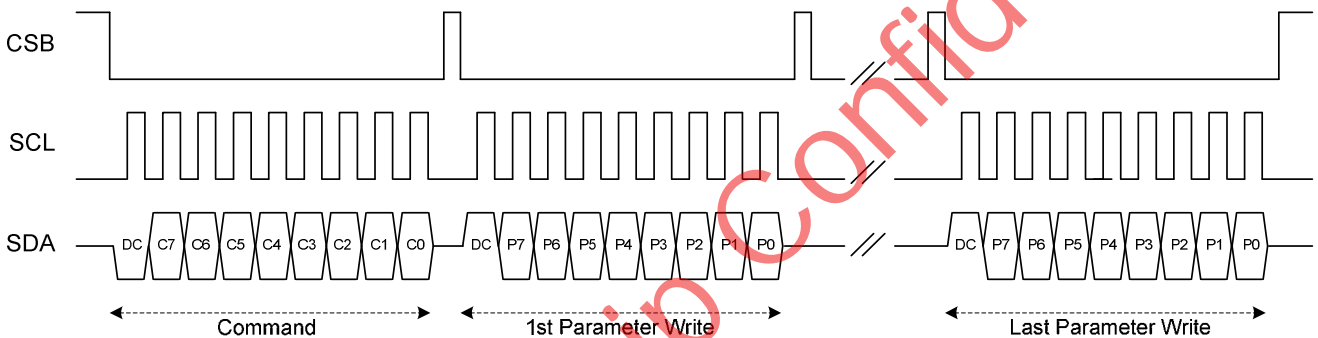 CSB
SCL
SDA
DC C7 C6 C5 C4 C3 C2 C1 C0 DC P7 P6 P5 P4 P3 P2 P1 P0 DC P7 P6 P5 P4 P3 P2 P1 P0
Command 1st Parameter Write Last Parameter Write